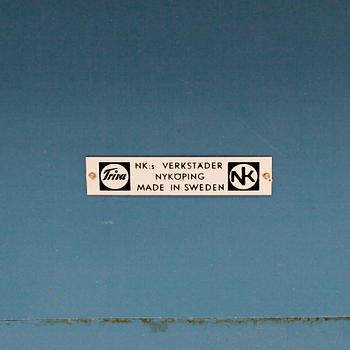 Triva
NK:s VERKSTÄDER
NYKÖPING
MADE IN SWEDEN
NK